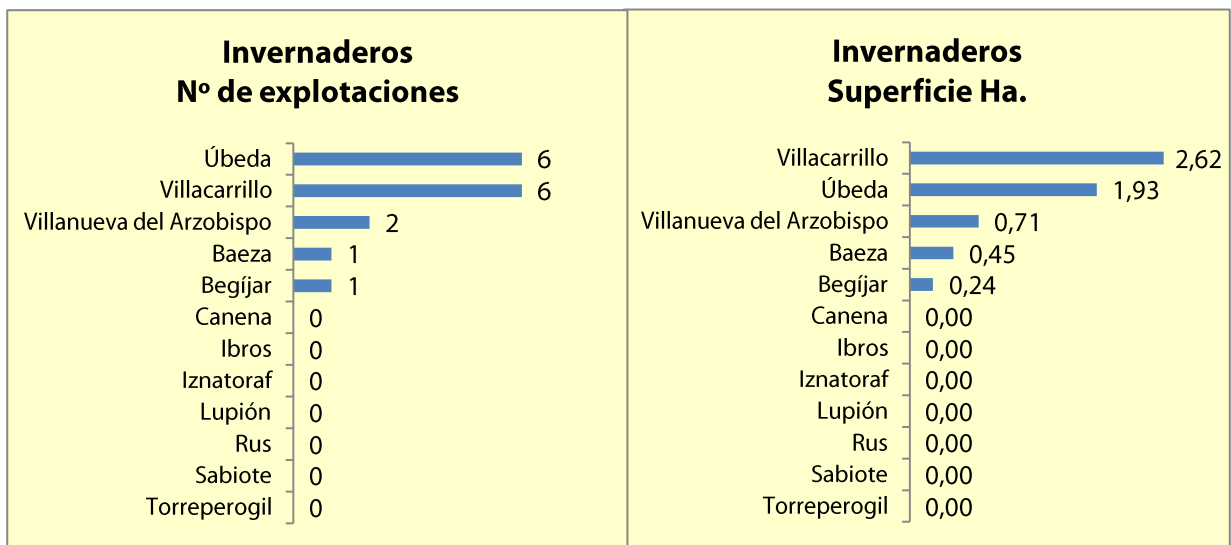 Invernaderos
Nº de explotaciones
Úbeda 6
Villacarrillo 6
Villanueva del Arzobispo 2
Baeza 1
Begíjar 1
Canena 0
Ibros 0
Iznatoraf 0
Lupión 0
Rus 0
Sabiote 0
Torreperogil 0
Invernaderos
Superficie Ha.
Villacarrillo 2,62
Úbeda 1,93
Villanueva del Arzobispo 0,71
Baeza 0,45
Begíjar 0,24
Canena 0,00
Ibros 0,00
Iznatoraf 0,00
Lupión 0,00
Rus 0,00
Sabiote 0,00
Torreperogil 0,00